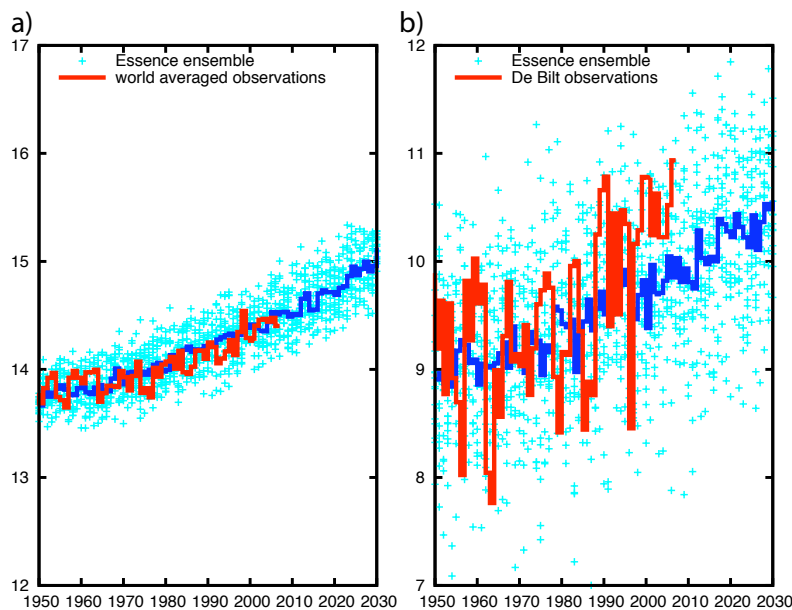 a)
17
16
15
14
13
12
1950 1960 1970 1980 1990 2000 2010 2020 2030
Essence ensemble
world averaged observations
b)
12
11
10
9
8
7
1950 1960 1970 1980 1990 2000 2010 2020 2030
Essence ensemble
De Bilt observations